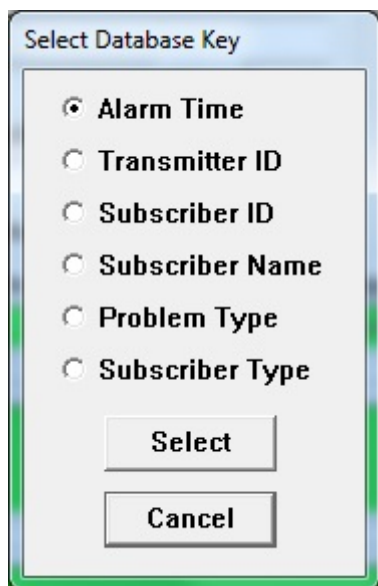 Select Database Key
Alarm Time
Transmitter ID
Subscriber ID
Subscriber Name
Problem Type
Subscriber Type
Select
Cancel